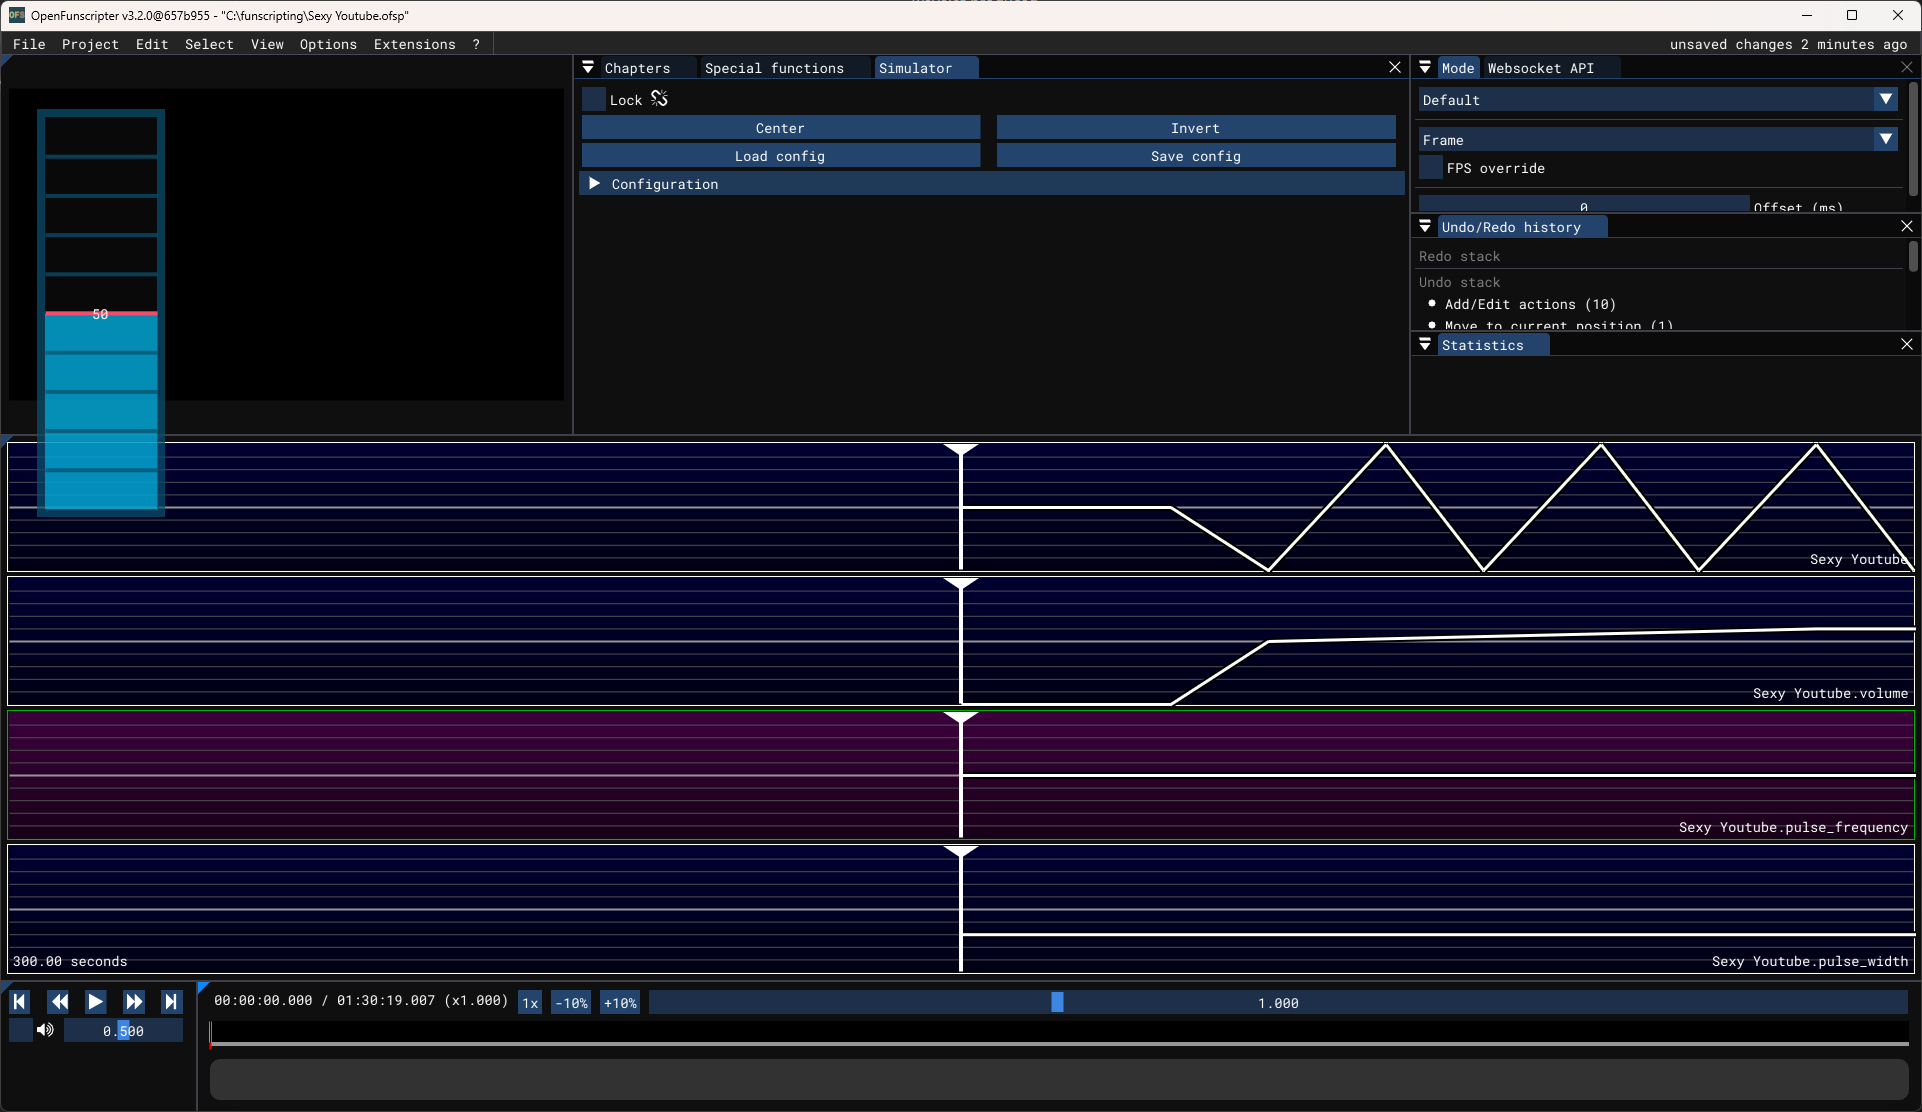 OFS OpenFunscripter v3.2.0@657b955 - "C:\funscripting\Sexy Youtube.ofsp"
File Project Edit Select View Options Extensions ? unsaved changes 2 minutes ago
Chapters Special functions Simulator
Lock
Center Invert
Load config Save config
Configuration
Mode Websocket API
Default
Frame
FPS override
0 Offset (ms)
Undo/Redo history
Redo stack
Undo stack
Add/Edit actions (10)
Move to current position (1)
Statistics
50
Sexy Youtube
Sexy Youtube.volume
Sexy Youtube.pulse_frequency
300.00 seconds Sexy Youtube.pulse_width
00:00:00.000 / 01:30:19.007 (x1.000) 1x -10% +10% 1.000
0.500